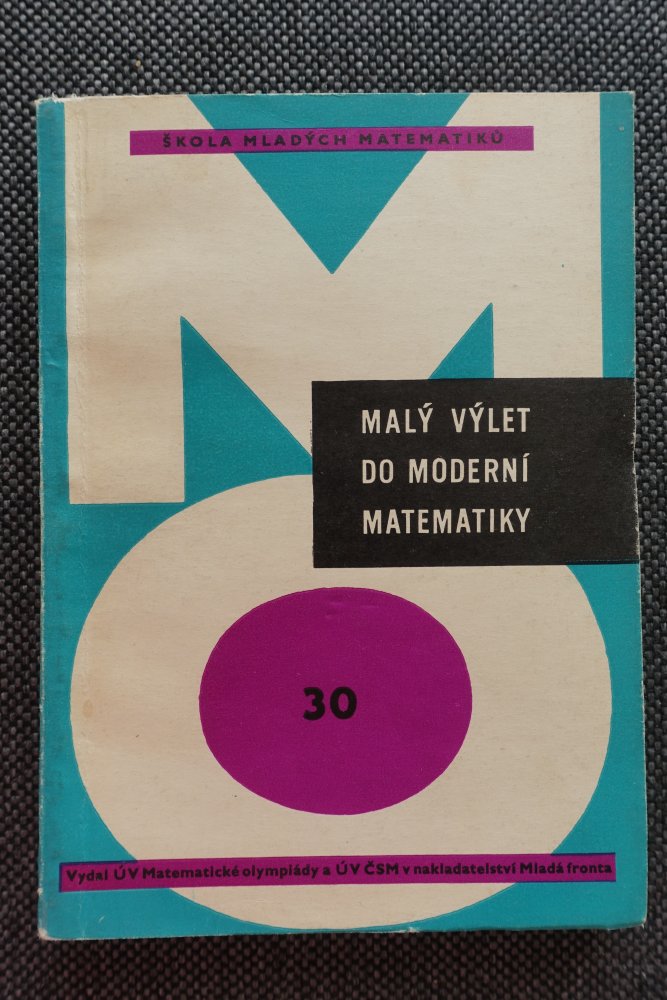 ŠKOLA MLADÝCH MATEMATIKŮ
MALÝ VÝLET
DO MODERNÍ
MATEMATIKY
30
Vydal ÚV Matematické olympiády a ÚV ČSM v nakladatelství Mladá fronta